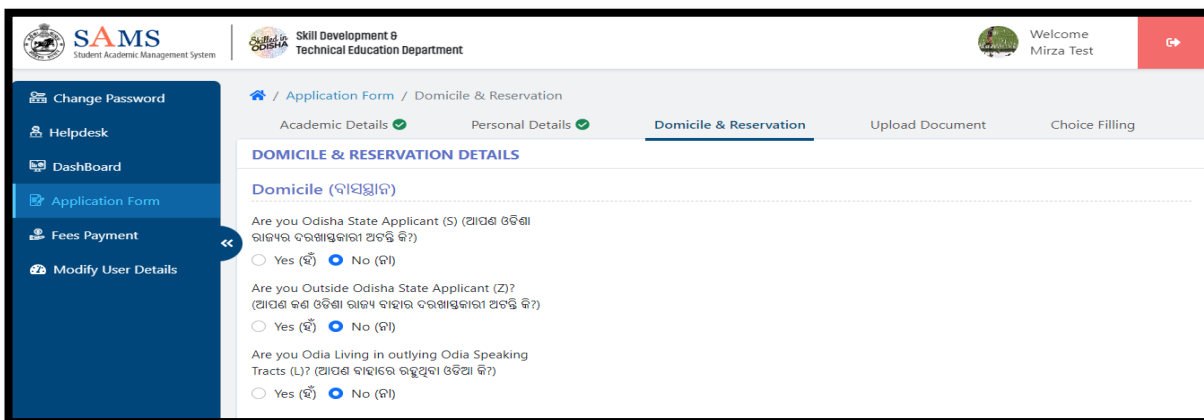 SAMS
Student Academic Management System
Skilled in ODISHA
Skill Development &
Technical Education Department
Welcome
Mirza Test
Change Password
Helpdesk
DashBoard
Application Form
Fees Payment
Modify User Details
/ Application Form / Domicile & Reservation
Academic Details
Personal Details
Domicile & Reservation
Upload Document
Choice Filling
DOMICILE & RESERVATION DETAILS
Domicile (ବାସସ୍ଥାନ)
Are you Odisha State Applicant (S) (ଆପଣ ଓଡିଶା
ରାଜ୍ୟର ଦରଖାସ୍ତକାରୀ ଅଟନ୍ତି କି?)
Yes (ହଁ) No (ନା)
Are you Outside Odisha State Applicant (Z)?
(ଆପଣ କଣ ଓଡିଶା ରାଜ୍ୟ ବାହାର ଦରଖାସ୍ତକାରୀ ଅଟନ୍ତି କି?)
Yes (ହଁ) No (ନା)
Are you Odia Living in outlying Odia Speaking
Tracts (L)? (ଆପଣ ବାହାରେ ରହୁଥିବା ଓଡିଆ କି?)
Yes (ହଁ) No (ନା)